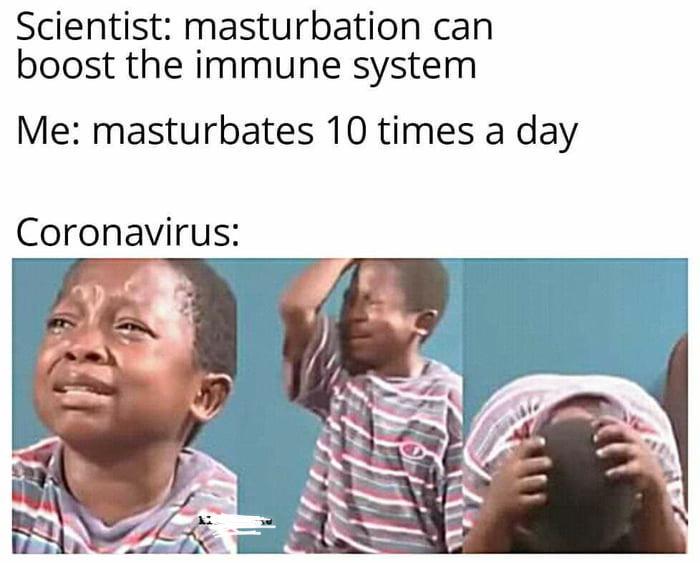 Scientist: masturbation can
boost the immune system
Me: masturbates 10 times a day
Coronavirus: